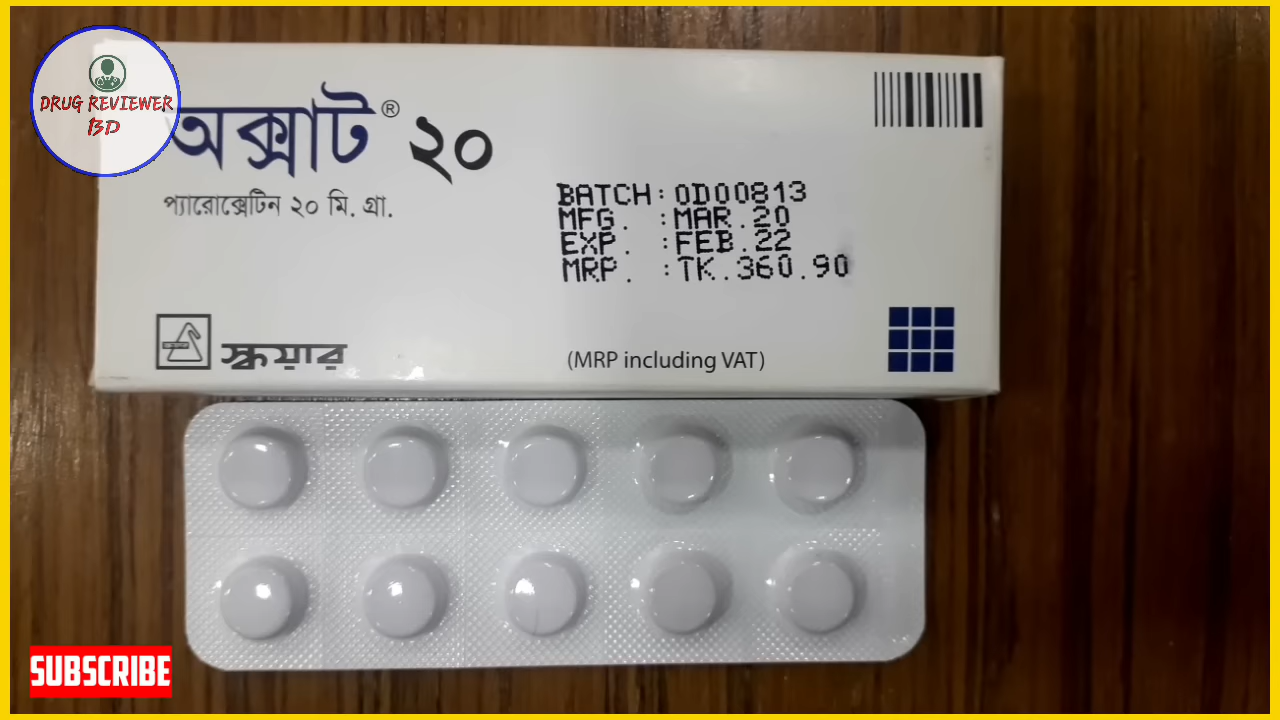 DRUG REVIEWER
BD
অক্সাট® ২০
প্যারোক্সেটিন ২০ মি. গ্রা.
BATCH: 0D00813
MFG. : MAR.20
EXP. : FEB.22
MRP. : TK.360.90
স্কয়ার
(MRP including VAT)
SUBSCRIBE